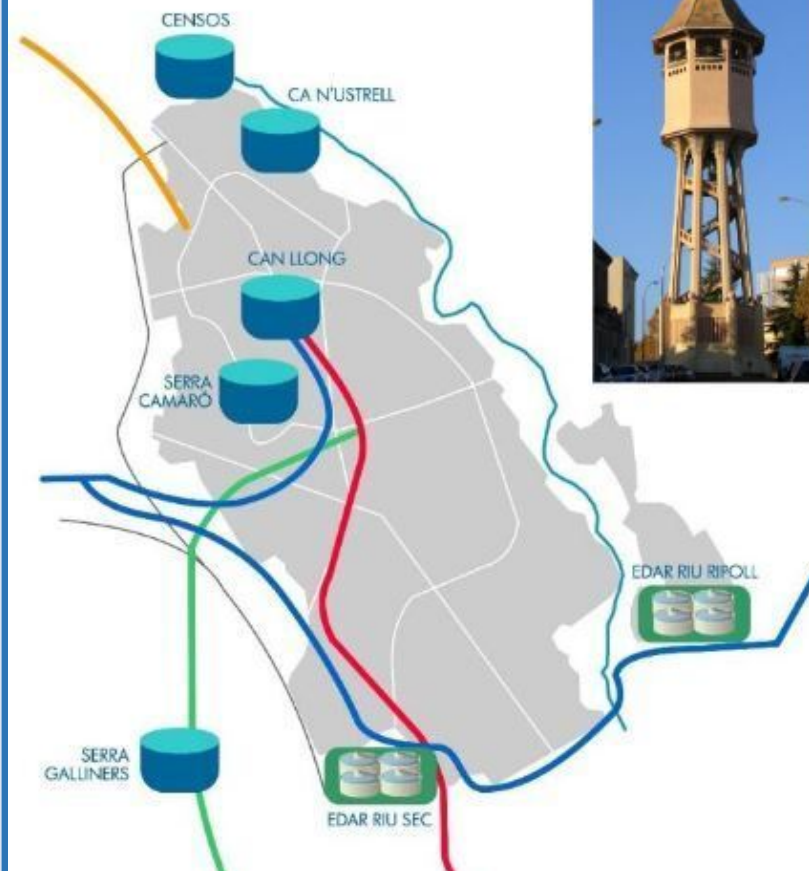 CENSOS
CA N'USTRELL
CAN LLONG
SERRA
CAMARÓ
EDAR RIU RIPOLL
SERRA
GALLINERS
EDAR RIU SEC